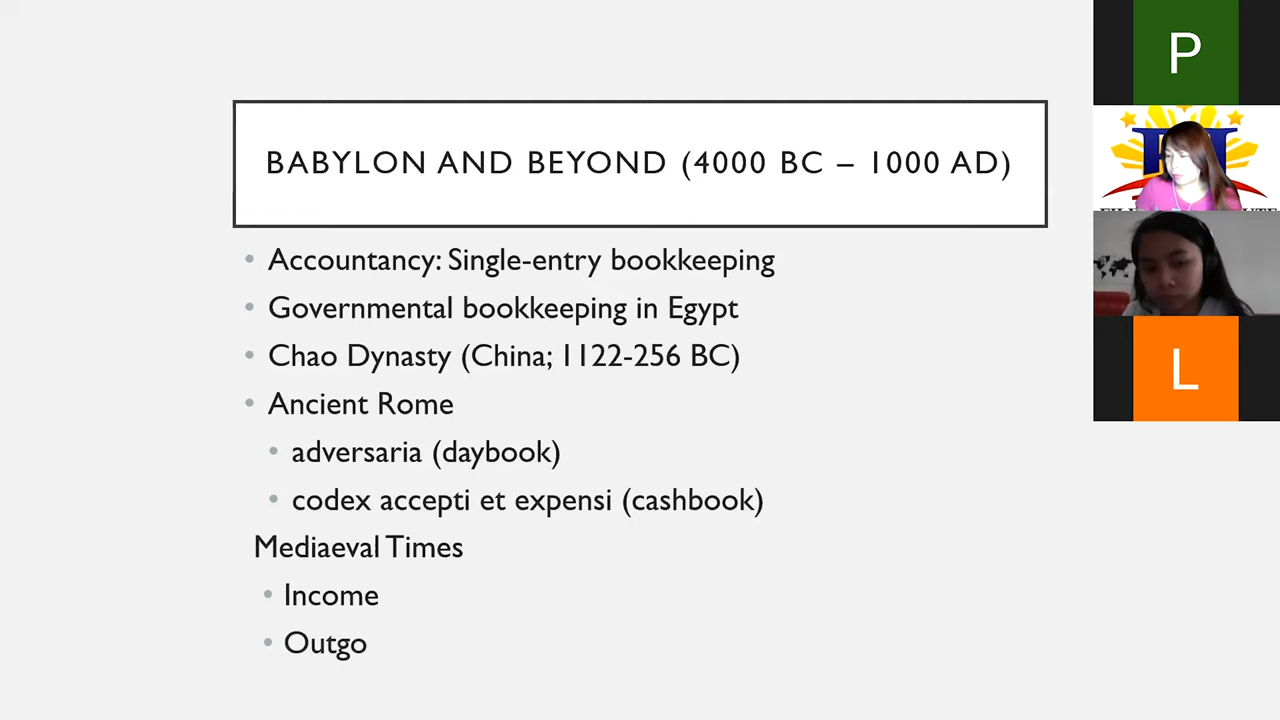 BABYLON AND BEYOND (4000 BC – 1000 AD)
Accountancy: Single-entry bookkeeping
Governmental bookkeeping in Egypt
Chao Dynasty (China; 1122-256 BC)
Ancient Rome
adversaria (daybook)
codex accepti et expensi (cashbook)
Mediaeval Times
Income
Outgo
P
L